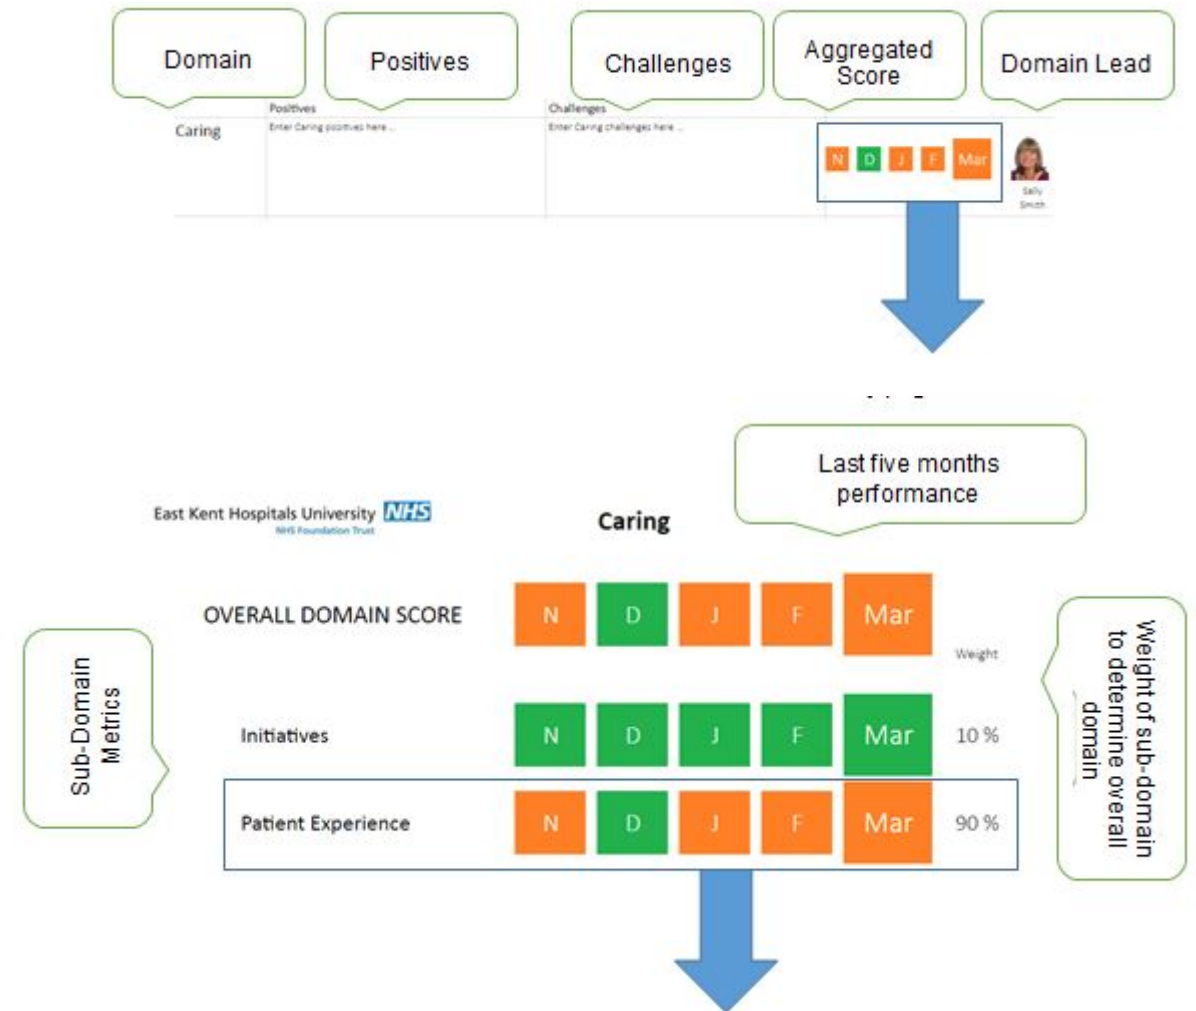 Domain
Positives
Challenges
Aggregated
Score
Domain Lead
Positives
Challenges
Caring
Enter Caring positives here ...
Enter Caring challenges here ...
N D J F Mar
Sally
Smith
Last five months
performance
East Kent Hospitals University NHS
NHS Foundation Trust
Caring
OVERALL DOMAIN SCORE
N D J F Mar
Weight
Sub-Domain
Metrics
Weight of sub-domain
to determine overall
domain
Initiatives
N D J F Mar 10 %
Patient Experience
N D J F Mar 90 %